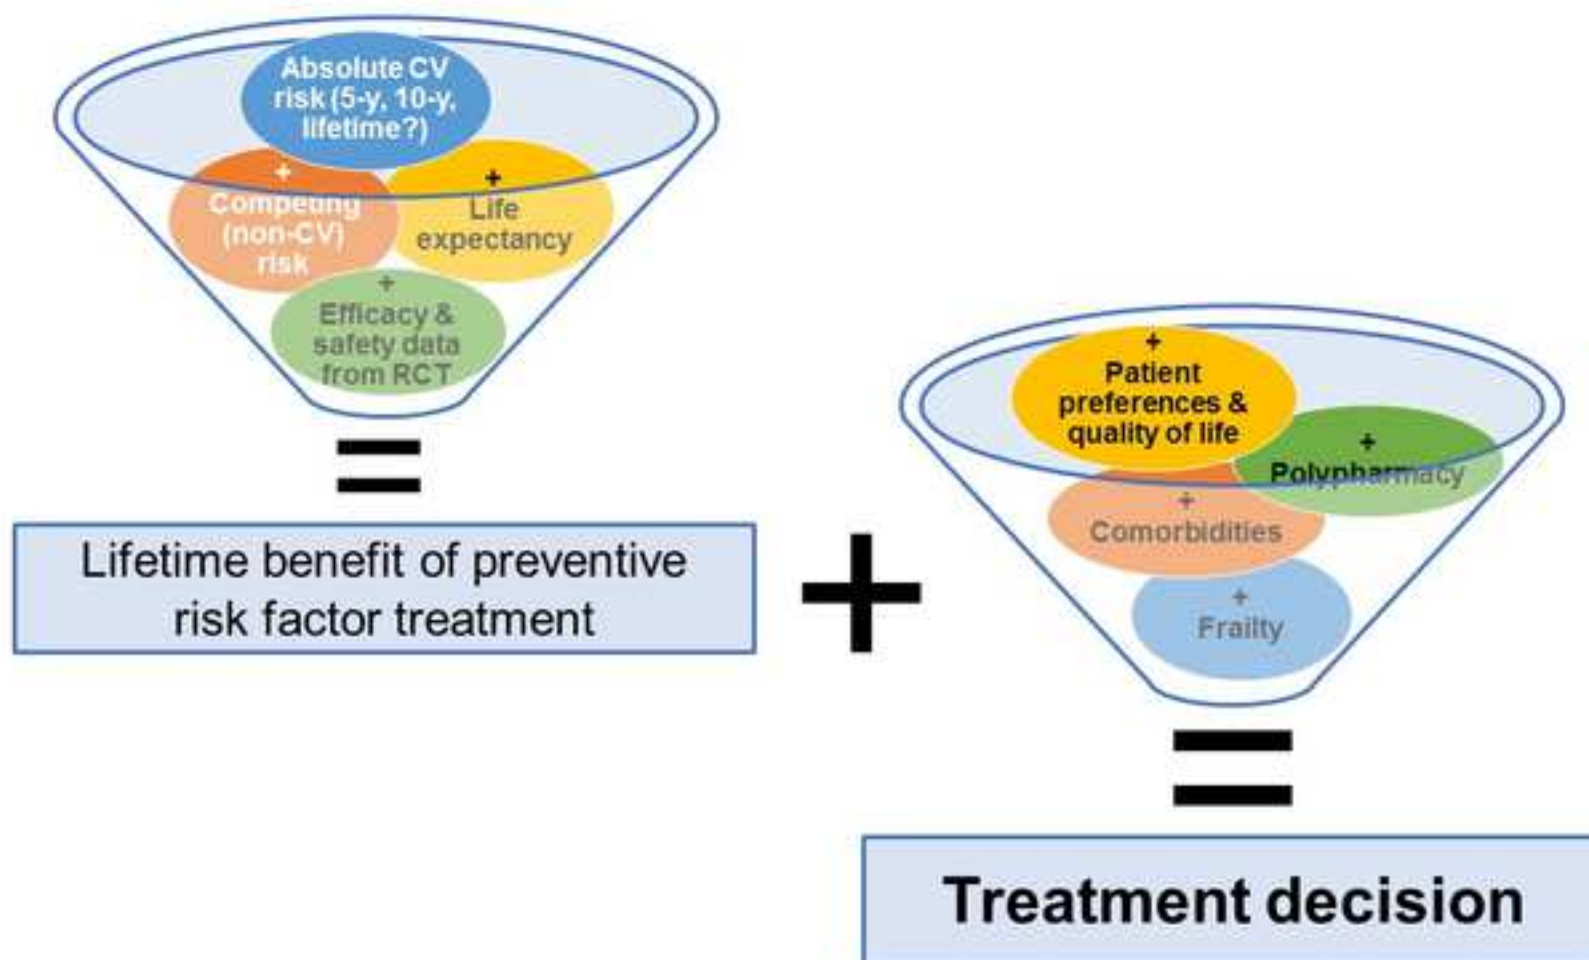 Absolute CV
risk (5-y, 10-y,
lifetime?)
+
Competing
(non-CV)
risk
+
Life
expectancy
+
Efficacy &
safety data
from RCT
=
Lifetime benefit of preventive
risk factor treatment
+
+
Patient
preferences &
quality of life
+
Polypharmacy
+
Comorbidities
+
Frailty
=
Treatment decision